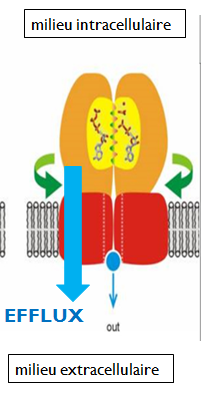 milieu intracellulaire
EFFLUX
out
milieu extracellulaire